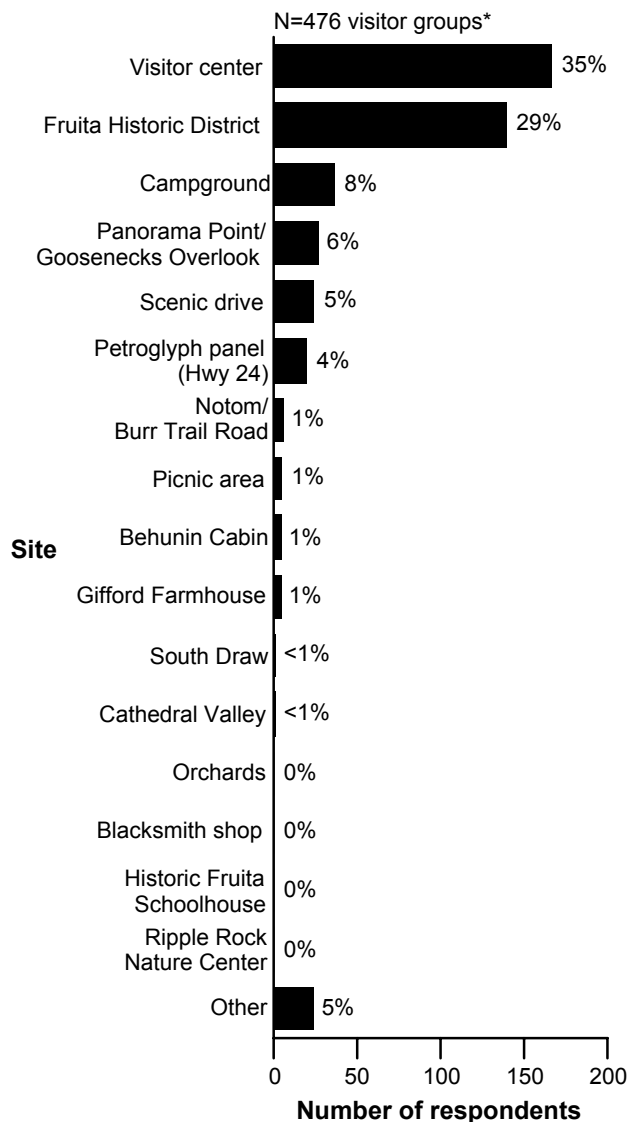 N=476 visitor groups*
Visitor center 35%
Fruita Historic District 29%
Campground 8%
Panorama Point/
Goosenecks Overlook 6%
Scenic drive 5%
Petroglyph panel
(Hwy 24) 4%
Notom/
Burr Trail Road 1%
Picnic area 1%
Site
Behunin Cabin 1%
Gifford Farmhouse 1%
South Draw <1%
Cathedral Valley <1%
Orchards 0%
Blacksmith shop 0%
Historic Fruita
Schoolhouse 0%
Ripple Rock
Nature Center 0%
Other 5%
0 50 100 150 200
Number of respondents